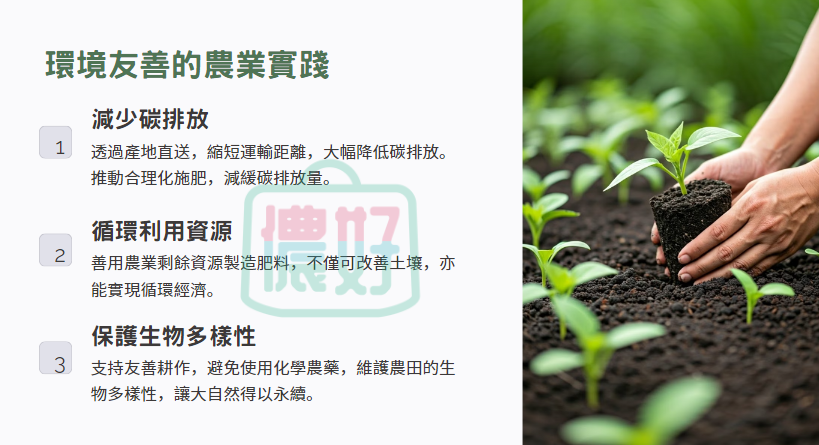 環境友善的農業實踐
1
減少碳排放
透過產地直送，縮短運輸距離，大幅降低碳排放。
推動合理化施肥，減緩碳排放量。
2
循環利用資源
善用農業剩餘資源製造肥料，不僅可改善土壤，亦
能實現循環經濟。
3
保護生物多樣性
支持友善耕作，避免使用化學農藥，維護農田的生
物多樣性，讓大自然得以永續。
儂好